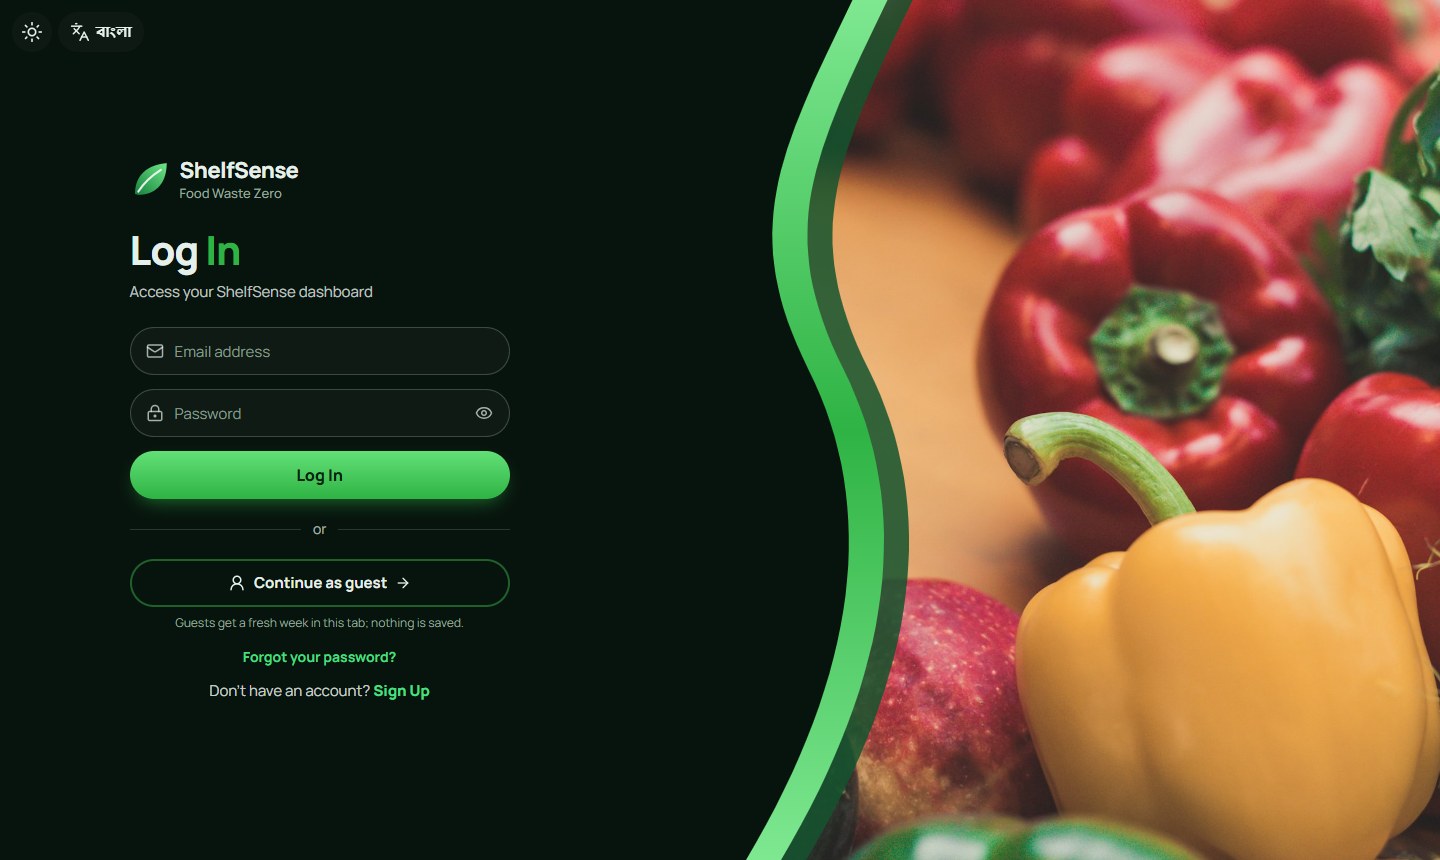 বাংলা
ShelfSense
Food Waste Zero
Log In
Access your ShelfSense dashboard
Email address
Password
Log In
or
Continue as guest →
Guests get a fresh week in this tab; nothing is saved.
Forgot your password?
Don't have an account? Sign Up